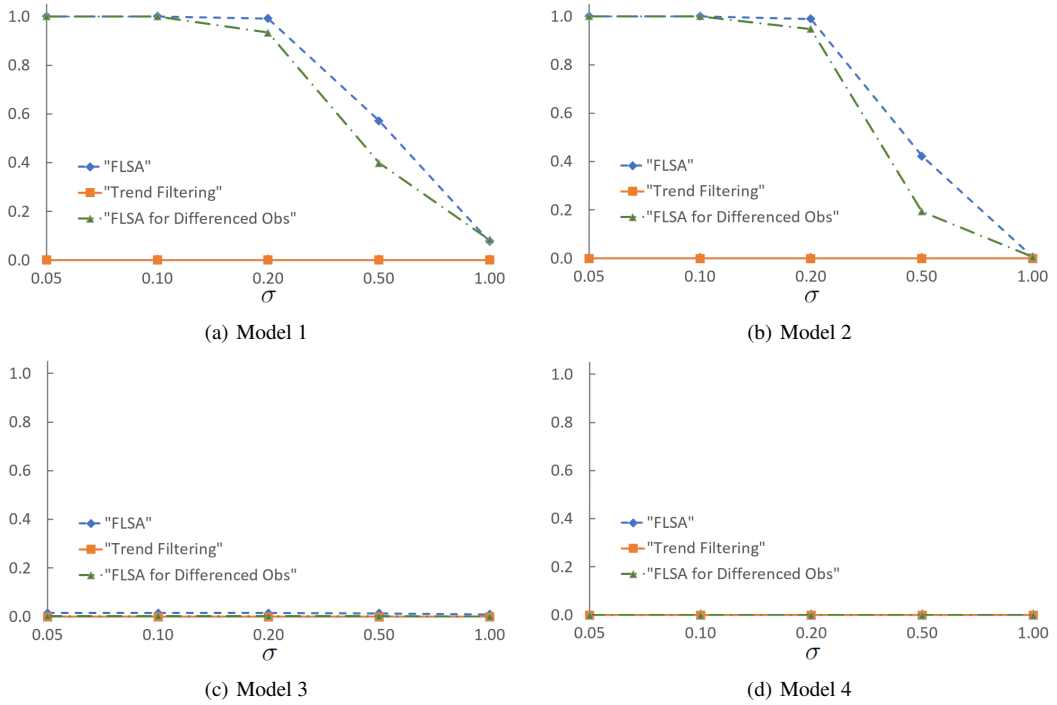 1.0
0.8
0.6
0.4
0.2
0.0
"FLSA"
"Trend Filtering"
"FLSA for Differenced Obs"
0.05 0.10 0.20 0.50 1.00
σ
(a) Model 1
1.0
0.8
0.6
0.4
0.2
0.0
"FLSA"
"Trend Filtering"
"FLSA for Differenced Obs"
0.05 0.10 0.20 0.50 1.00
σ
(b) Model 2
1.0
0.8
0.6
0.4
0.2
0.0
"FLSA"
"Trend Filtering"
"FLSA for Differenced Obs"
0.05 0.10 0.20 0.50 1.00
σ
(c) Model 3
1.0
0.8
0.6
0.4
0.2
0.0
"FLSA"
"Trend Filtering"
"FLSA for Differenced Obs"
0.05 0.10 0.20 0.50 1.00
σ
(d) Model 4